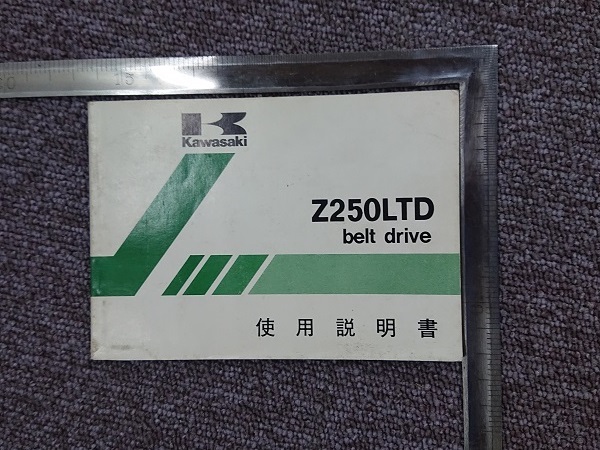 Kawasaki
Z250LTD
belt drive
使用説明書